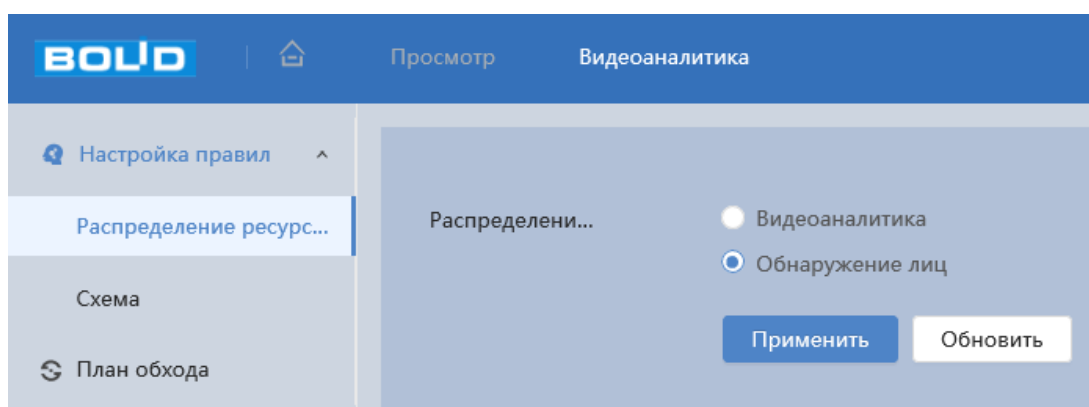 BOLID
Просмотр
Видеоаналитика
Настройка правил
Распределение ресурс...
Схема
План обхода
Распределени...
Видеоаналитика
Обнаружение лиц
Применить
Обновить